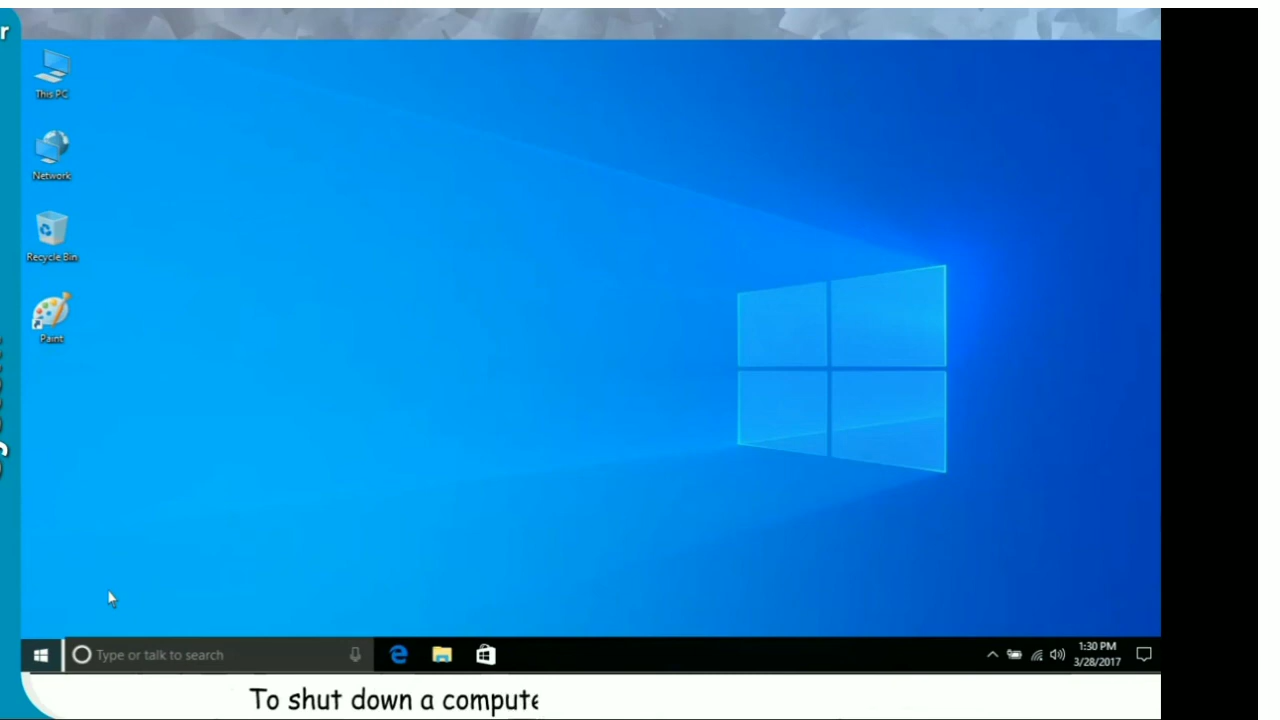 r
This PC
Network
Recycle Bin
Paint
Type or talk to search
1:30 PM
3/28/2017
To shut down a compute